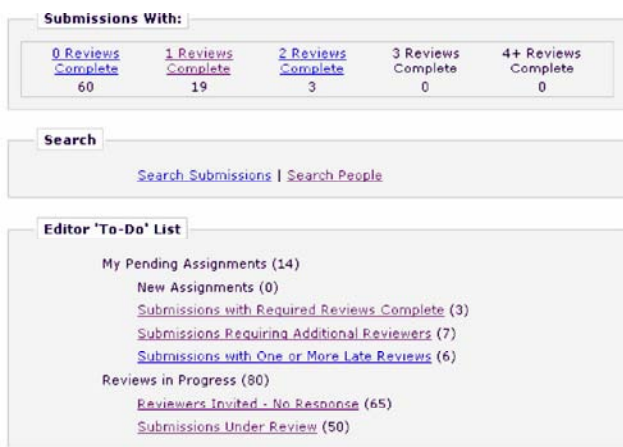 Submissions With:
0 Reviews Complete 1 Reviews Complete 2 Reviews Complete 3 Reviews Complete 4+ Reviews Complete
60 19 3 0 0
Search
Search Submissions | Search People
Editor 'To-Do' List
My Pending Assignments (14)
New Assignments (0)
Submissions with Required Reviews Complete (3)
Submissions Requiring Additional Reviewers (7)
Submissions with One or More Late Reviews (6)
Reviews in Progress (80)
Reviewers Invited - No Response (65)
Submissions Under Review (50)